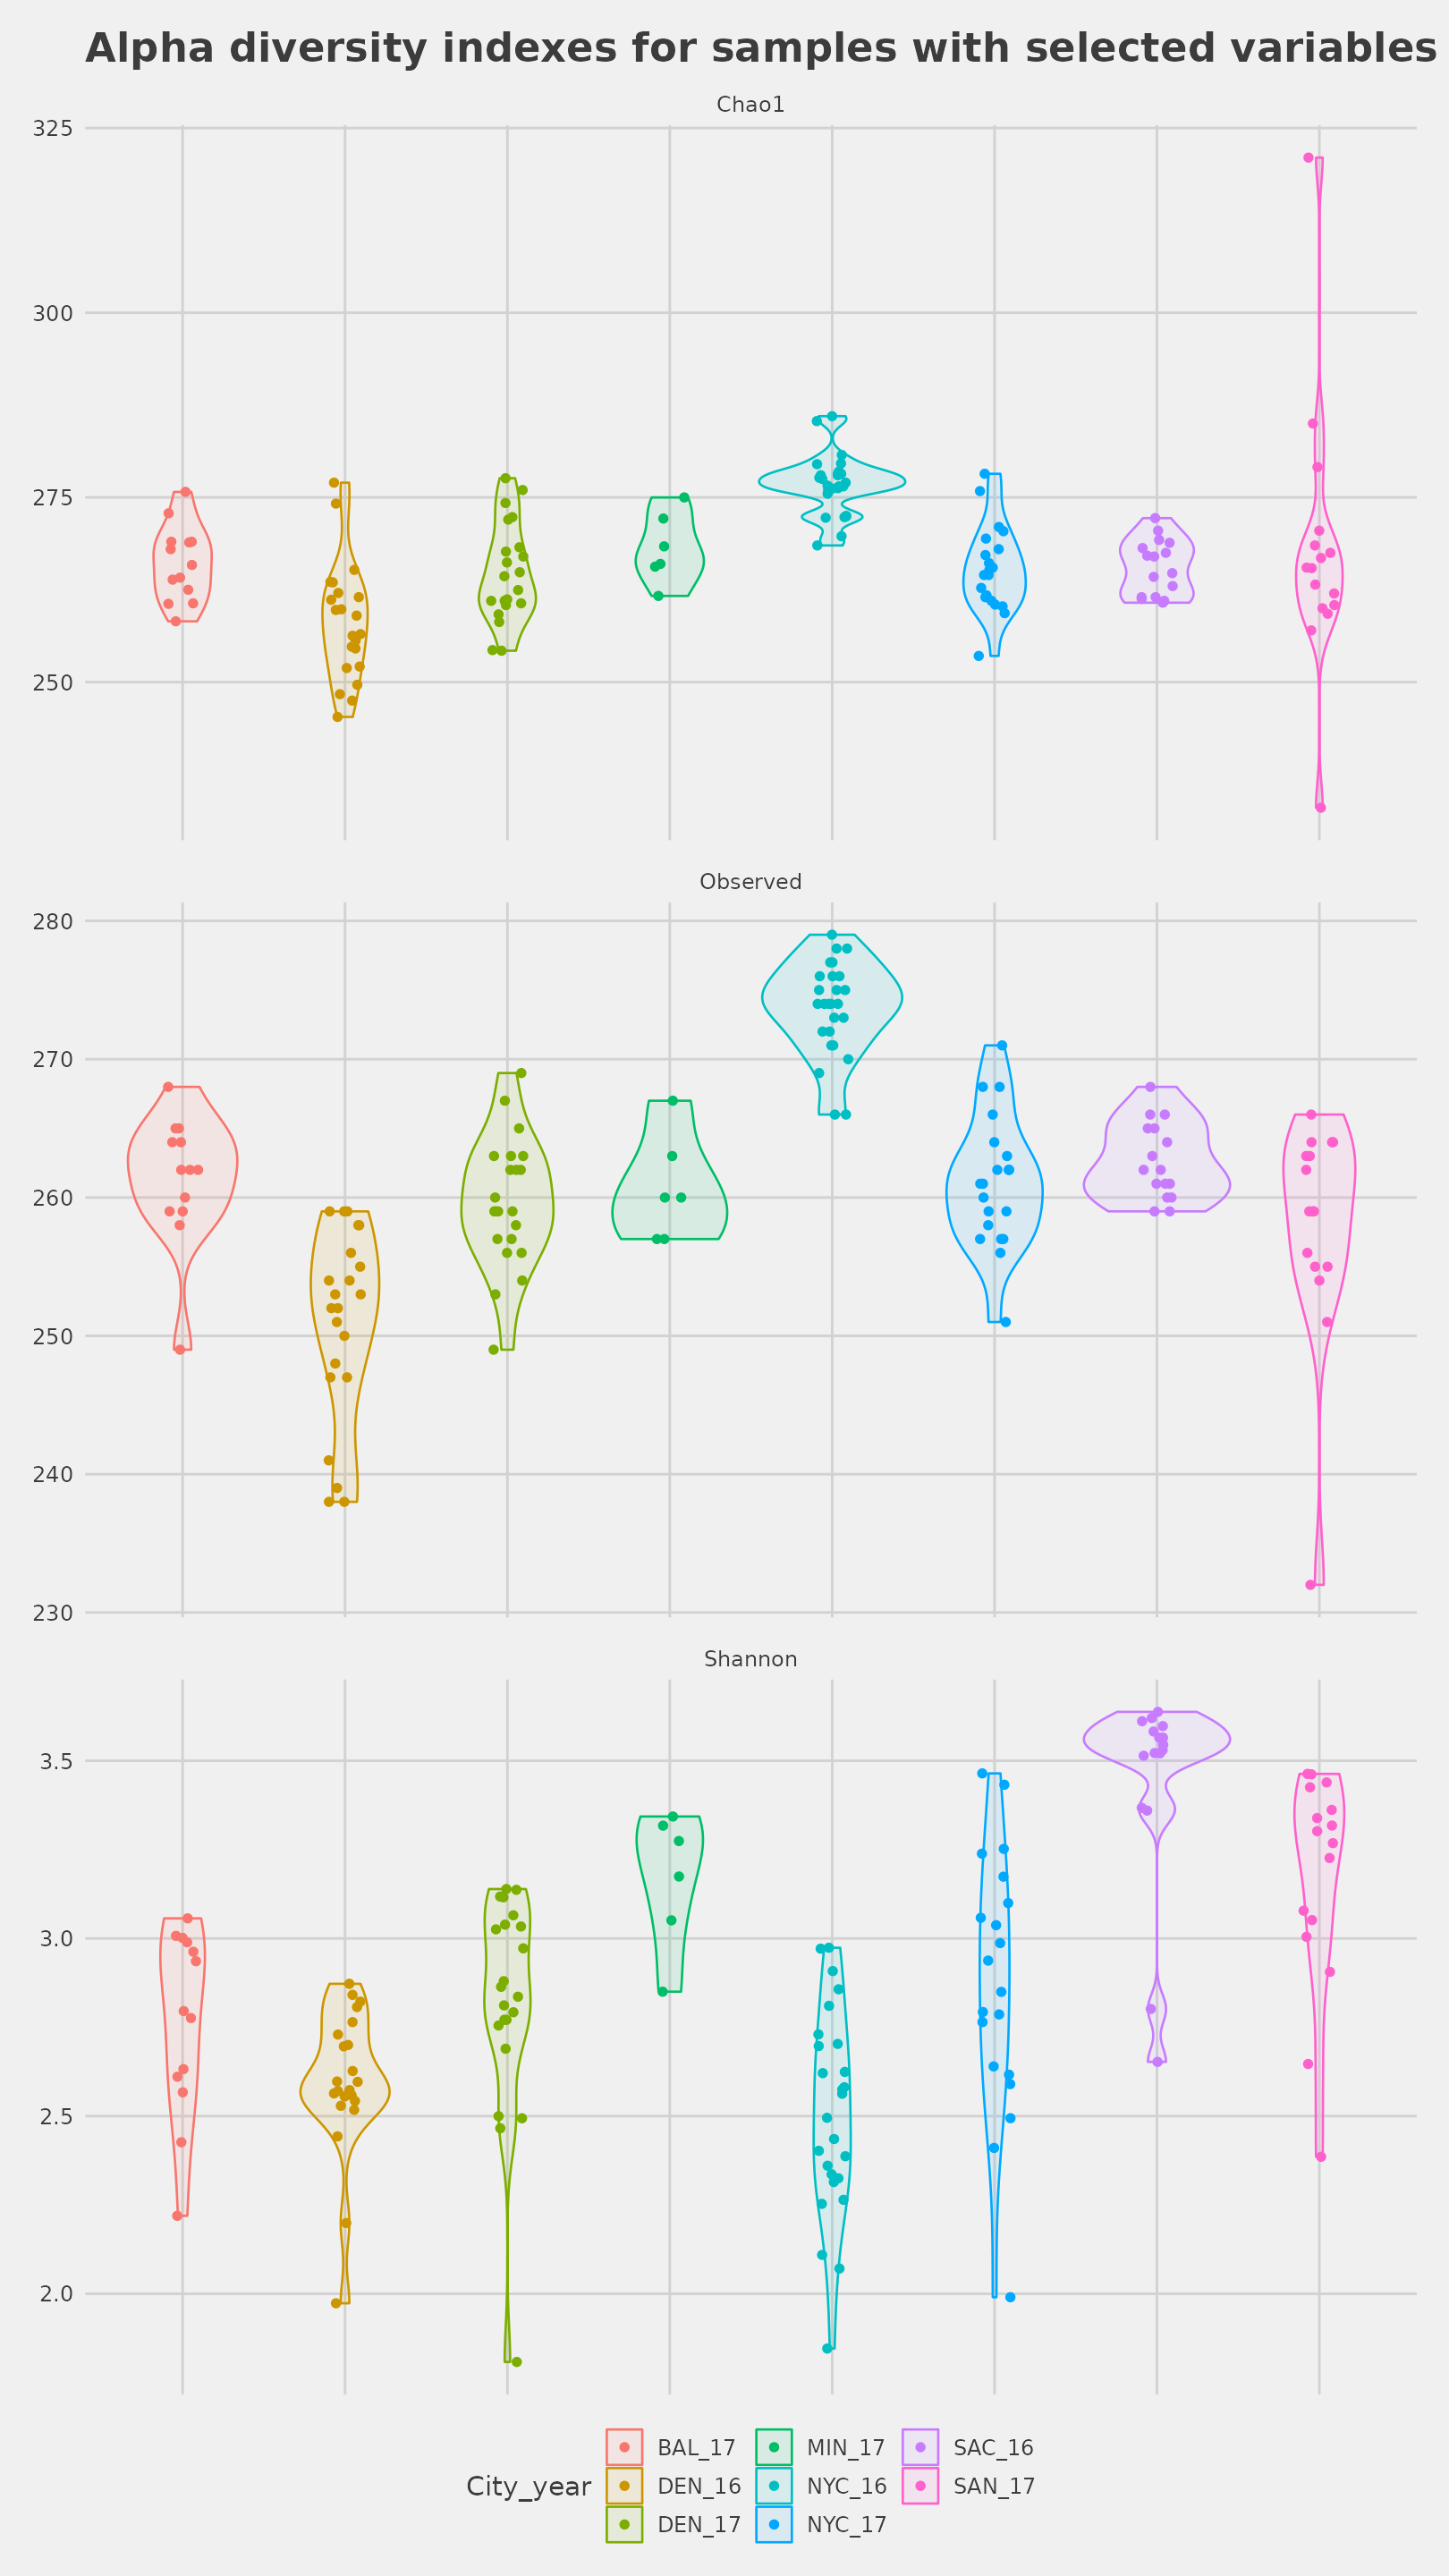 Alpha diversity indexes for samples with selected variables
Chao1
325
300
275
250
Observed
280
270
260
250
240
230
Shannon
3.5
3.0
2.5
2.0
City_year
BAL_17 MIN_17 SAC_16
DEN_16 NYC_16 SAN_17
DEN_17 NYC_17